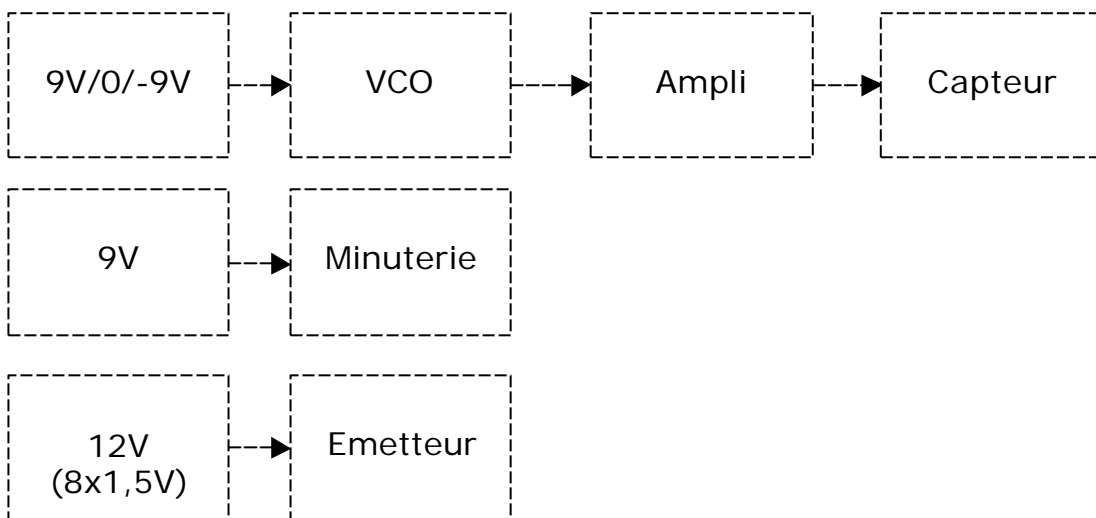 9V/0/-9V
VCO
Ampli
Capteur
9V
Minuterie
12V
(8x1,5V)
Emetteur